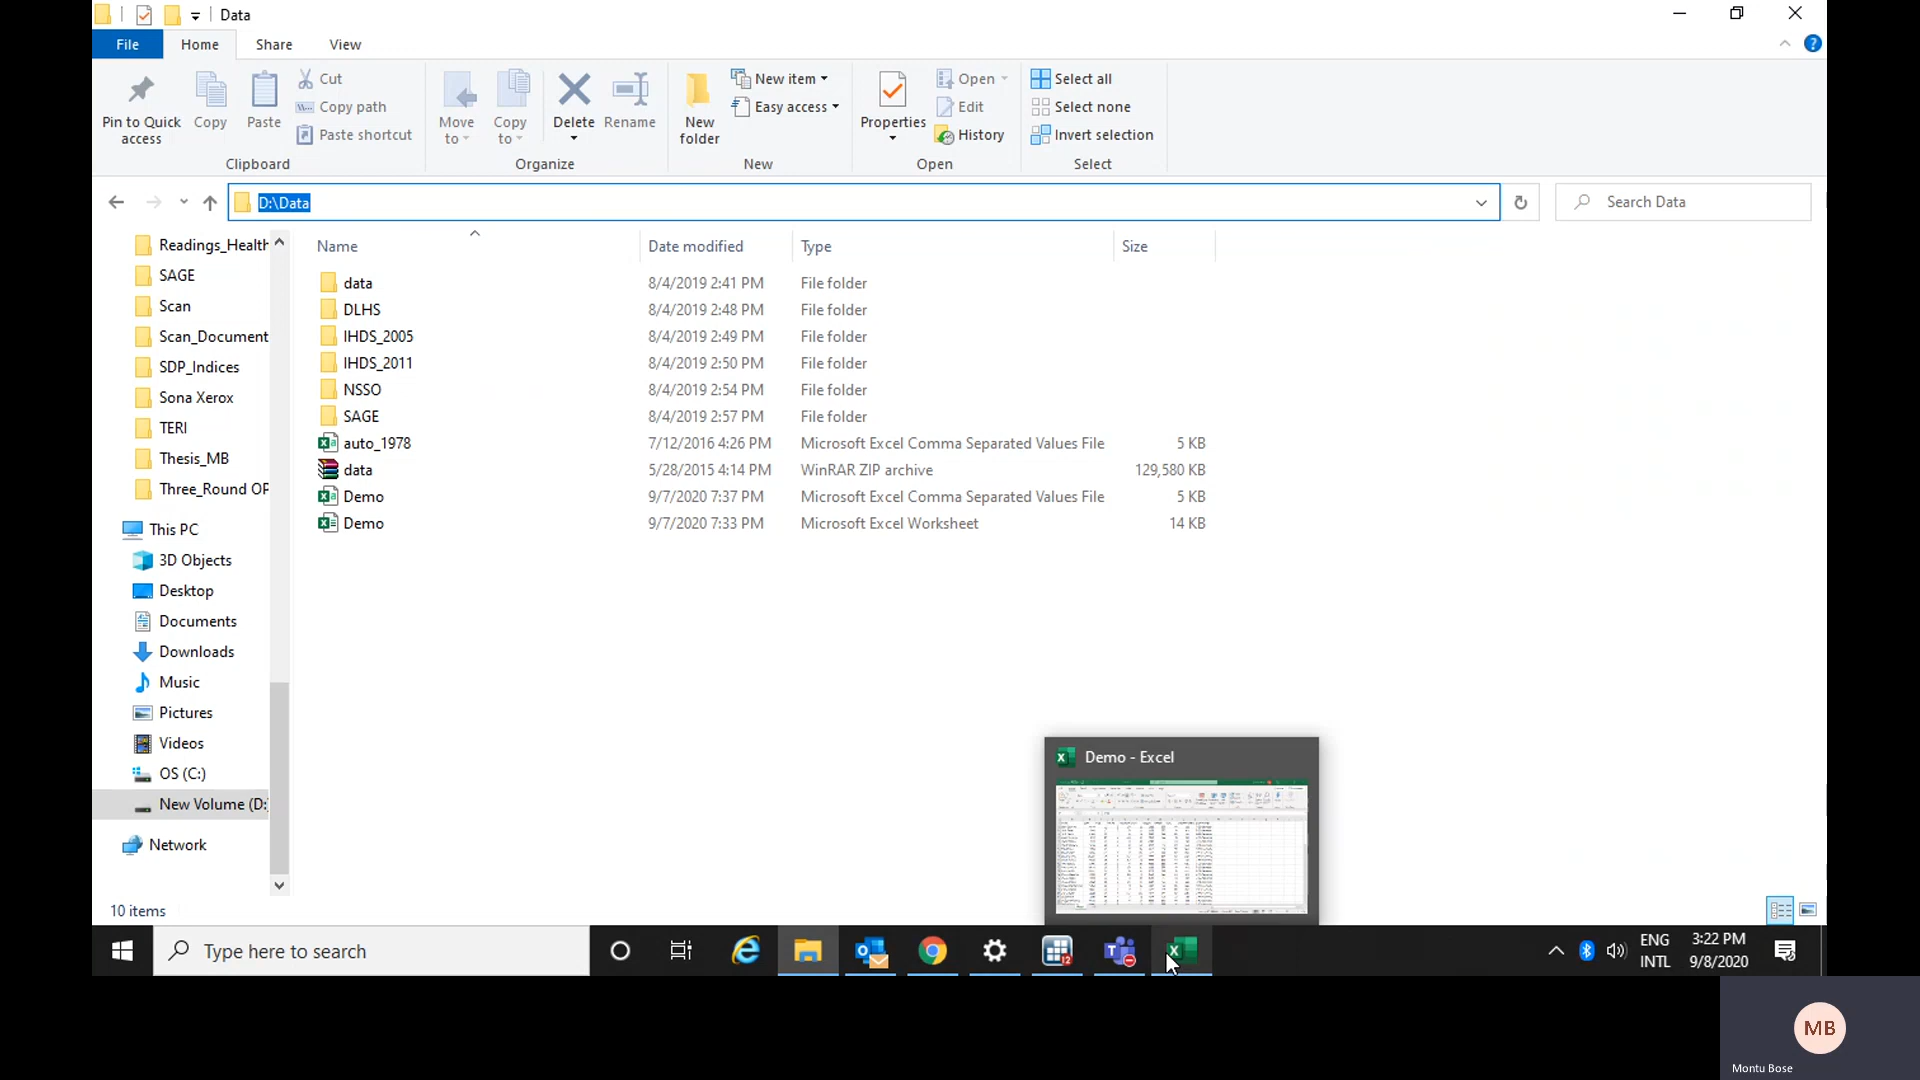 Data
File Home Share View
Pin to Quick access
Copy
Paste
Cut
Copy path
Paste shortcut
Clipboard
Move to
Copy to
Delete
Rename
Organize
New folder
New item
Easy access
New
Properties
Open
Edit
History
Open
Select all
Select none
Invert selection
Select
D:\Data
Search Data
Readings_Health
SAGE
Scan
Scan_Document
SDP_Indices
Sona Xerox
TERI
Thesis_MB
Three_Round OP
This PC
3D Objects
Desktop
Documents
Downloads
Music
Pictures
Videos
OS (C:)
New Volume (D:)
Network
Name Date modified Type Size
data 8/4/2019 2:41 PM File folder
DLHS 8/4/2019 2:48 PM File folder
IHDS_2005 8/4/2019 2:49 PM File folder
IHDS_2011 8/4/2019 2:50 PM File folder
NSSO 8/4/2019 2:54 PM File folder
SAGE 8/4/2019 2:57 PM File folder
auto_1978 7/12/2016 4:26 PM Microsoft Excel Comma Separated Values File 5 KB
data 5/28/2015 4:14 PM WinRAR ZIP archive 129,580 KB
Demo 9/7/2020 7:37 PM Microsoft Excel Comma Separated Values File 5 KB
Demo 9/7/2020 7:33 PM Microsoft Excel Worksheet 14 KB
Demo - Excel
10 items
Type here to search
12
ENG
INTL
3:22 PM
9/8/2020
MB
Montu Bose